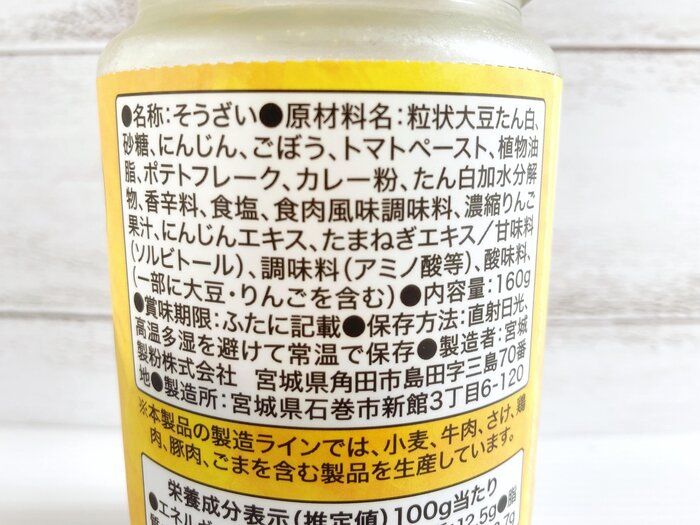 ●名称:そうざい●原材料名:粒状大豆たん白、
砂糖、にんじん、ごぼう、トマトペースト、植物油
脂、ポテトフレーク、カレー粉、たん白加水分解
物、香辛料、食塩、食肉風味調味料、濃縮りんご
果汁、にんじんエキス、たまねぎエキス/甘味料
(ソルビトール)、調味料(アミノ酸等)、酸味料、
(一部に大豆・りんごを含む)●内容量:160g
●賞味期限:ふたに記載●保存方法:直射日光、
高温多湿を避けて常温で保存●製造者:宮城
製粉株式会社 宮城県角田市島田字三島70番
地●製造所:宮城県石巻市新館3丁目6-120
※本製品の製造ラインでは、小麦、牛肉、さけ、鶏
肉、豚肉、ごまを含む製品を生産しています。
栄養成分表示(推定値)100g当たり
●エネルギ 12.5g●脂